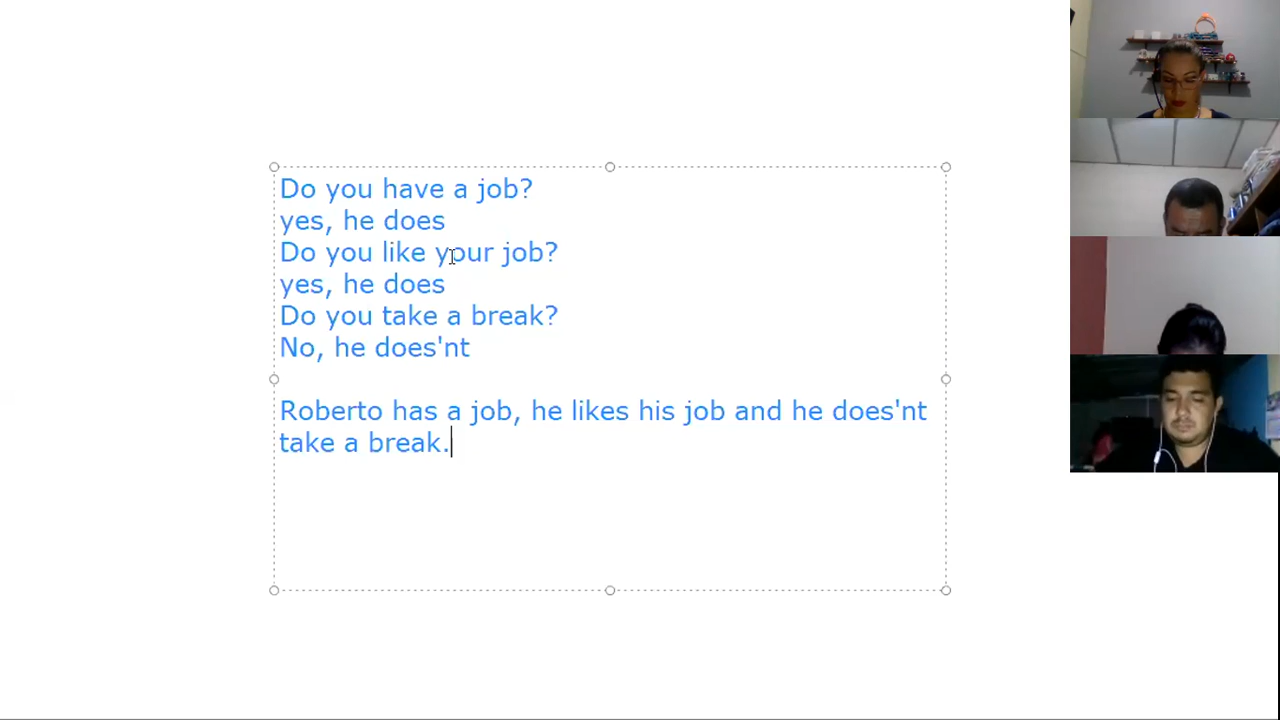 Do you have a job?
yes, he does
Do you like your job?
yes, he does
Do you take a break?
No, he does'nt
Roberto has a job, he likes his job and he does'nt
take a break.